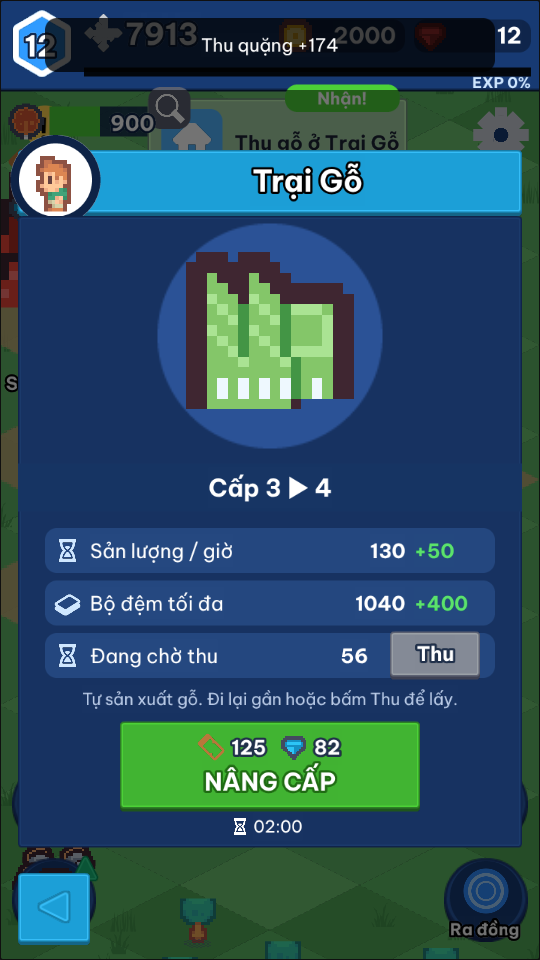 12
7913
Thu quặng +174
2000
12
EXP 0%
Nhận!
900
Thu gỗ ở Trại Gỗ
Trại Gỗ
S
Cấp 3 ▶ 4
Sản lượng / giờ 130 +50
Bộ đệm tối đa 1040 +400
Đang chờ thu 56 Thu
Tự sản xuất gỗ. Đi lại gần hoặc bấm Thu để lấy.
125 82
NÂNG CẤP
02:00
Ra đồng